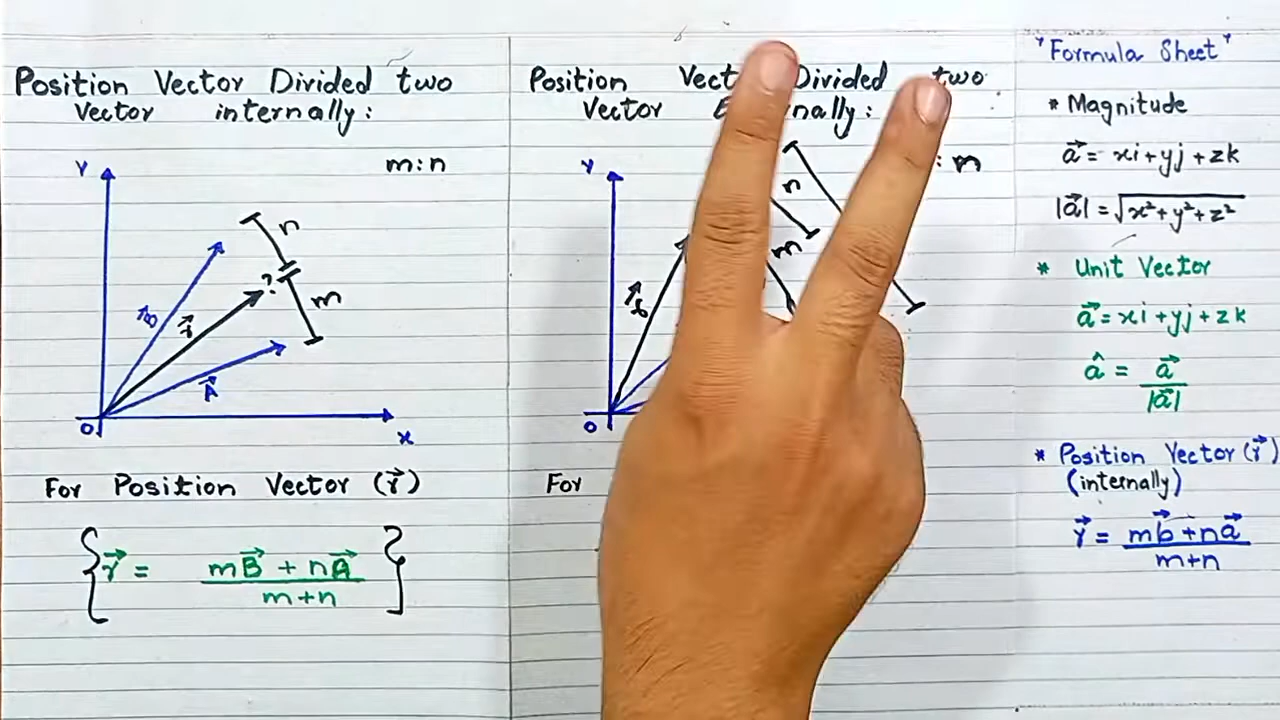 Position Vector Divided two
Vector internally:
m:n
Y
n
?
m
B⃗
r⃗
A⃗
O
X
For Position Vector (r⃗)
r⃗ = mB⃗ + nA⃗
m+n
Position Divided two
Vector nally:
: n
Y
n
m
b⃗
O
For
"Formula Sheet"
* Magnitude
a⃗ = xi + yj + zk
|a⃗| = √x²+y²+z²
* Unit Vector
a⃗ = xi + yj + zk
â = a⃗
|a⃗|
* Position Vector (r⃗)
(internally)
r⃗ = mb⃗ + na⃗
m+n